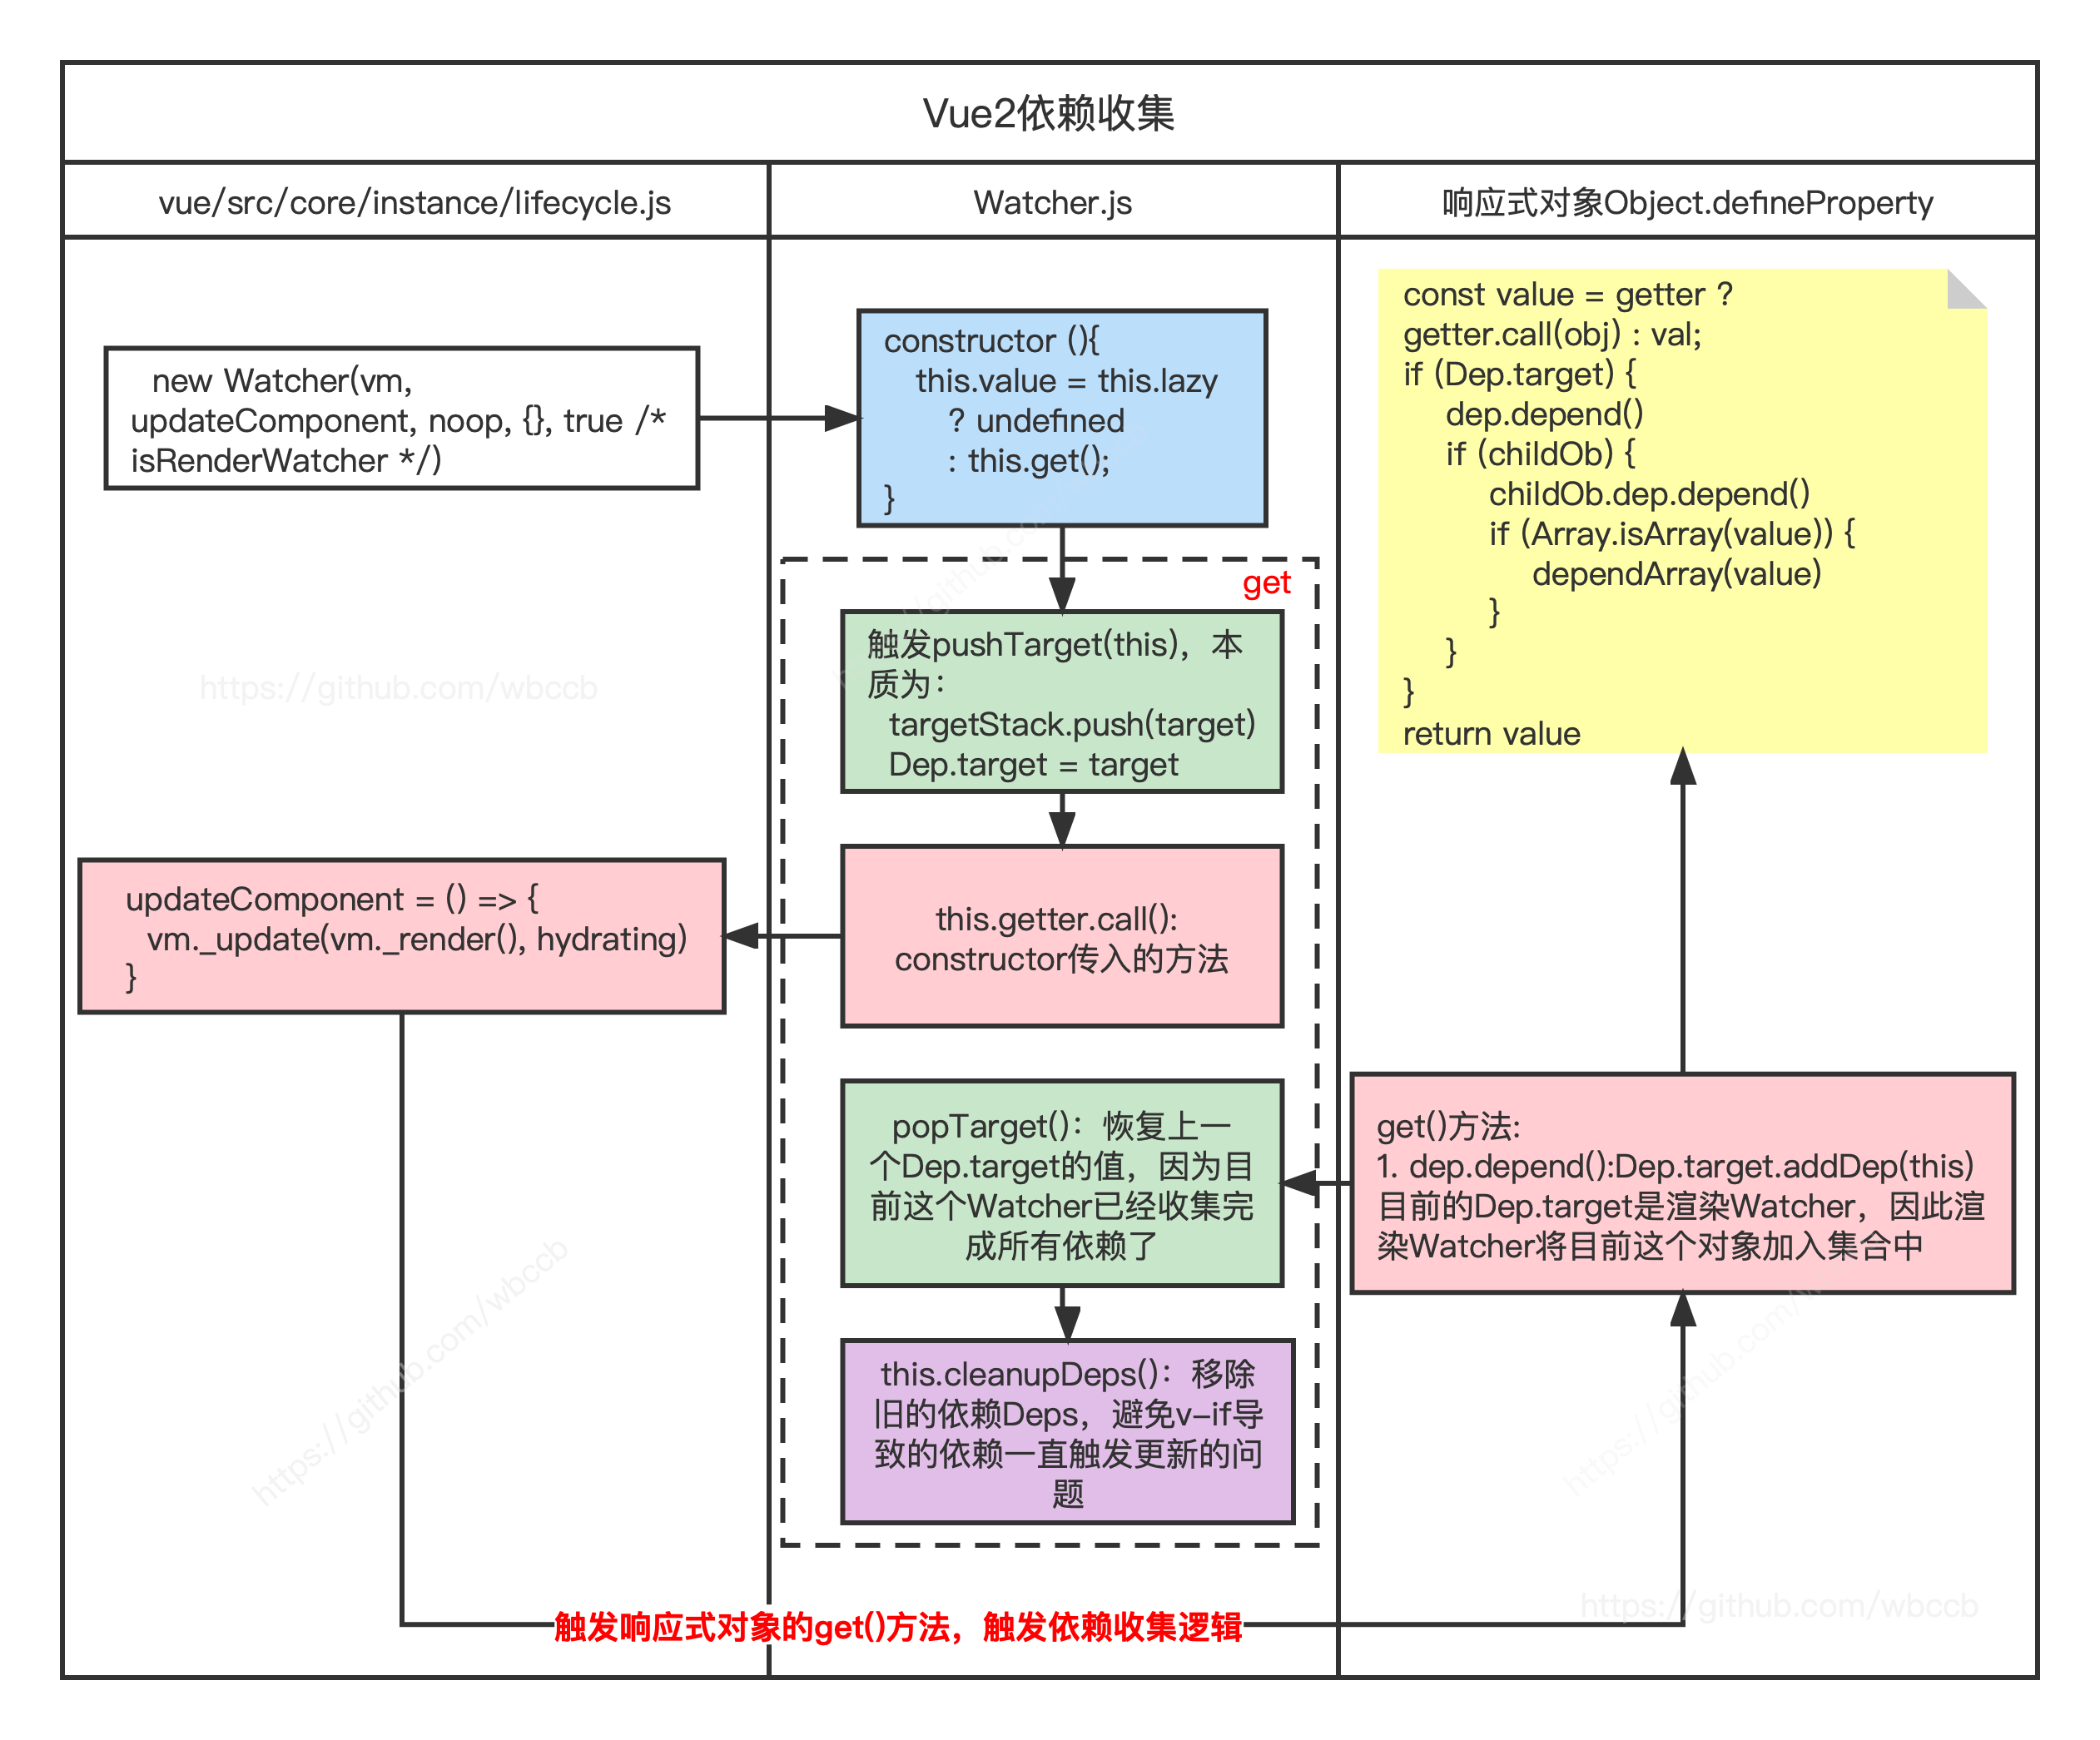 Vue2依赖收集
vue/src/core/instance/lifecycle.js
Watcher.js
响应式对象Object.defineProperty
new Watcher(vm,
updateComponent, noop, {}, true /*
isRenderWatcher */)
constructor (){
this.value = this.lazy
? undefined
: this.get();
}
const value = getter ?
getter.call(obj) : val;
if (Dep.target) {
dep.depend()
if (childOb) {
childOb.dep.depend()
if (Array.isArray(value)) {
dependArray(value)
}
}
}
return value
get
触发pushTarget(this)，本
质为：
targetStack.push(target)
Dep.target = target
https://github.com/wbccb
updateComponent = () => {
vm._update(vm._render(), hydrating)
}
this.getter.call():
constructor传入的方法
popTarget()：恢复上一
个Dep.target的值，因为目
前这个Watcher已经收集完
成所有依赖了
get()方法:
1. dep.depend():Dep.target.addDep(this)
目前的Dep.target是渲染Watcher，因此渲
染Watcher将目前这个对象加入集合中
this.cleanupDeps()：移除
旧的依赖Deps，避免v-if导
致的依赖一直触发更新的问
题
https://github.com/wbccb
触发响应式对象的get()方法，触发依赖收集逻辑
https://github.com/wbccb